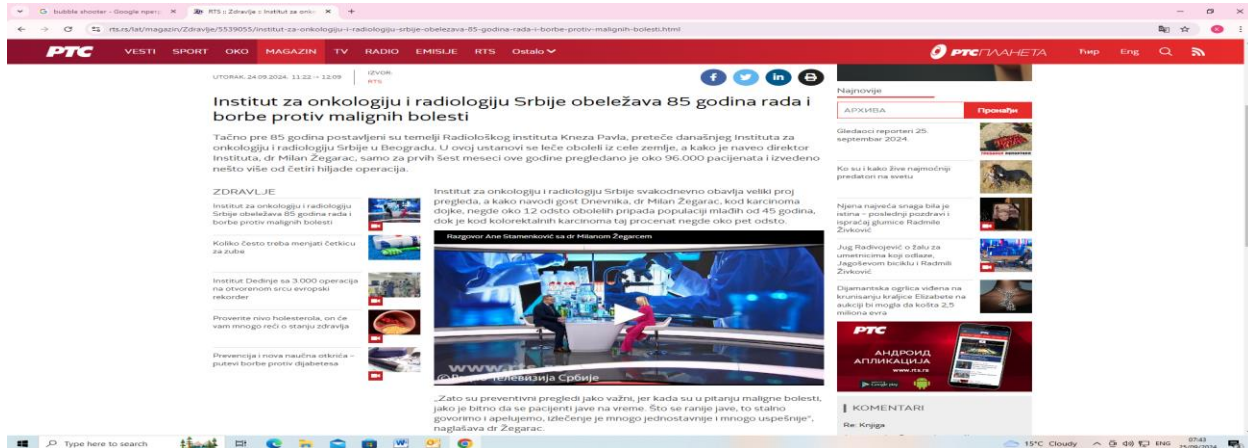 bubble shooter - Google npeτρ
RTS :: Zdravlje :: Institut za onko
rts.rs/lat/magazin/Zdravlje/5539055/institut-za-onkologiju-i-radiologiju-srbije-obelezava-85-godina-rada-i-borbe-protiv-malignih-bolesti.html
РТС VESTI SPORT OKO MAGAZIN TV RADIO EMISIJE RTS Ostalo
РТС ПЛАНЕТА Ћир Eng
UTORAK, 24.09.2024, 11:22 -> 12:09
IZVOR:
RTS
Institut za onkologiju i radiologiju Srbije obeležava 85 godina rada i
borbe protiv malignih bolesti
Tačno pre 85 godina postavljeni su temelji Radiološkog instituta Kneza Pavla, preteče današnjeg Instituta za
onkologiju i radiologiju Srbije u Beogradu. U ovoj ustanovi se leče oboleli iz cele zemlje, a kako je naveo direktor
Instituta, dr Milan Žegarac, samo za prvih šest meseci ove godine pregledano je oko 96.000 pacijenata i izvedeno
nešto više od četiri hiljade operacija.
ZDRAVLJE
Institut za onkologiju i radiologiju
Srbije obeležava 85 godina rada i
borbe protiv malignih bolesti
Koliko često treba menjati četkicu
za zube
Institut Dedinje sa 3.000 operacija
na otvorenom srcu evropski
rekorder
Proverite nivo holesterola, on će
vam mnogo reći o stanju zdravlja
Prevencija i nova naučna otkrića –
putevi borbe protiv dijabetesa
Institut za onkologiju i radiologiju Srbije svakodnevno obavlja veliki proj
pregleda, a kako navodi gost Dnevnika, dr Milan Žegarac, kod karcinoma
dojke, negde oko 12 odsto obolelih pripada populaciji mlađih od 45 godina,
dok je kod kolorektalnih karcinoma taj procenat negde oko pet odsto.
Razgovor Ane Stamenković sa dr Milanom Žegarcem
www.rts
Телевизија Србије
„Zato su preventivni pregledi jako važni, jer kada su u pitanju maligne bolesti,
jako je bitno da se pacijenti jave na vreme. Što se ranije jave, to stalno
govorimo i apelujemo, izlečenje je mnogo jednostavnije i mnogo uspešnije“,
naglašava dr Žegarac.
Najnovije
АРХИВА Пронађи
Gledaoci reporteri 25.
septembar 2024.
Ko su i kako žive najmoćniji
predatori na svetu
Njena najveća snaga bila je
istina – poslednji pozdravi i
ispraćaj glumice Radmile
Živković
Jug Radivojević o žalu za
umetnicima koji odlaze,
Jagoševom biciklu i Radmili
Živković
Dijamantska ogrlica viđena na
krunisanju kraljice Elizabete na
aukciji bi mogla da košta 2,5
miliona evra
РТС
АНДРОИД
АПЛИКАЦИЈА
www.rts.rs
Google play
KOMENTARI
Re: Knjiga
Type here to search
15°C Cloudy
ENG
07:43
25/09/2024